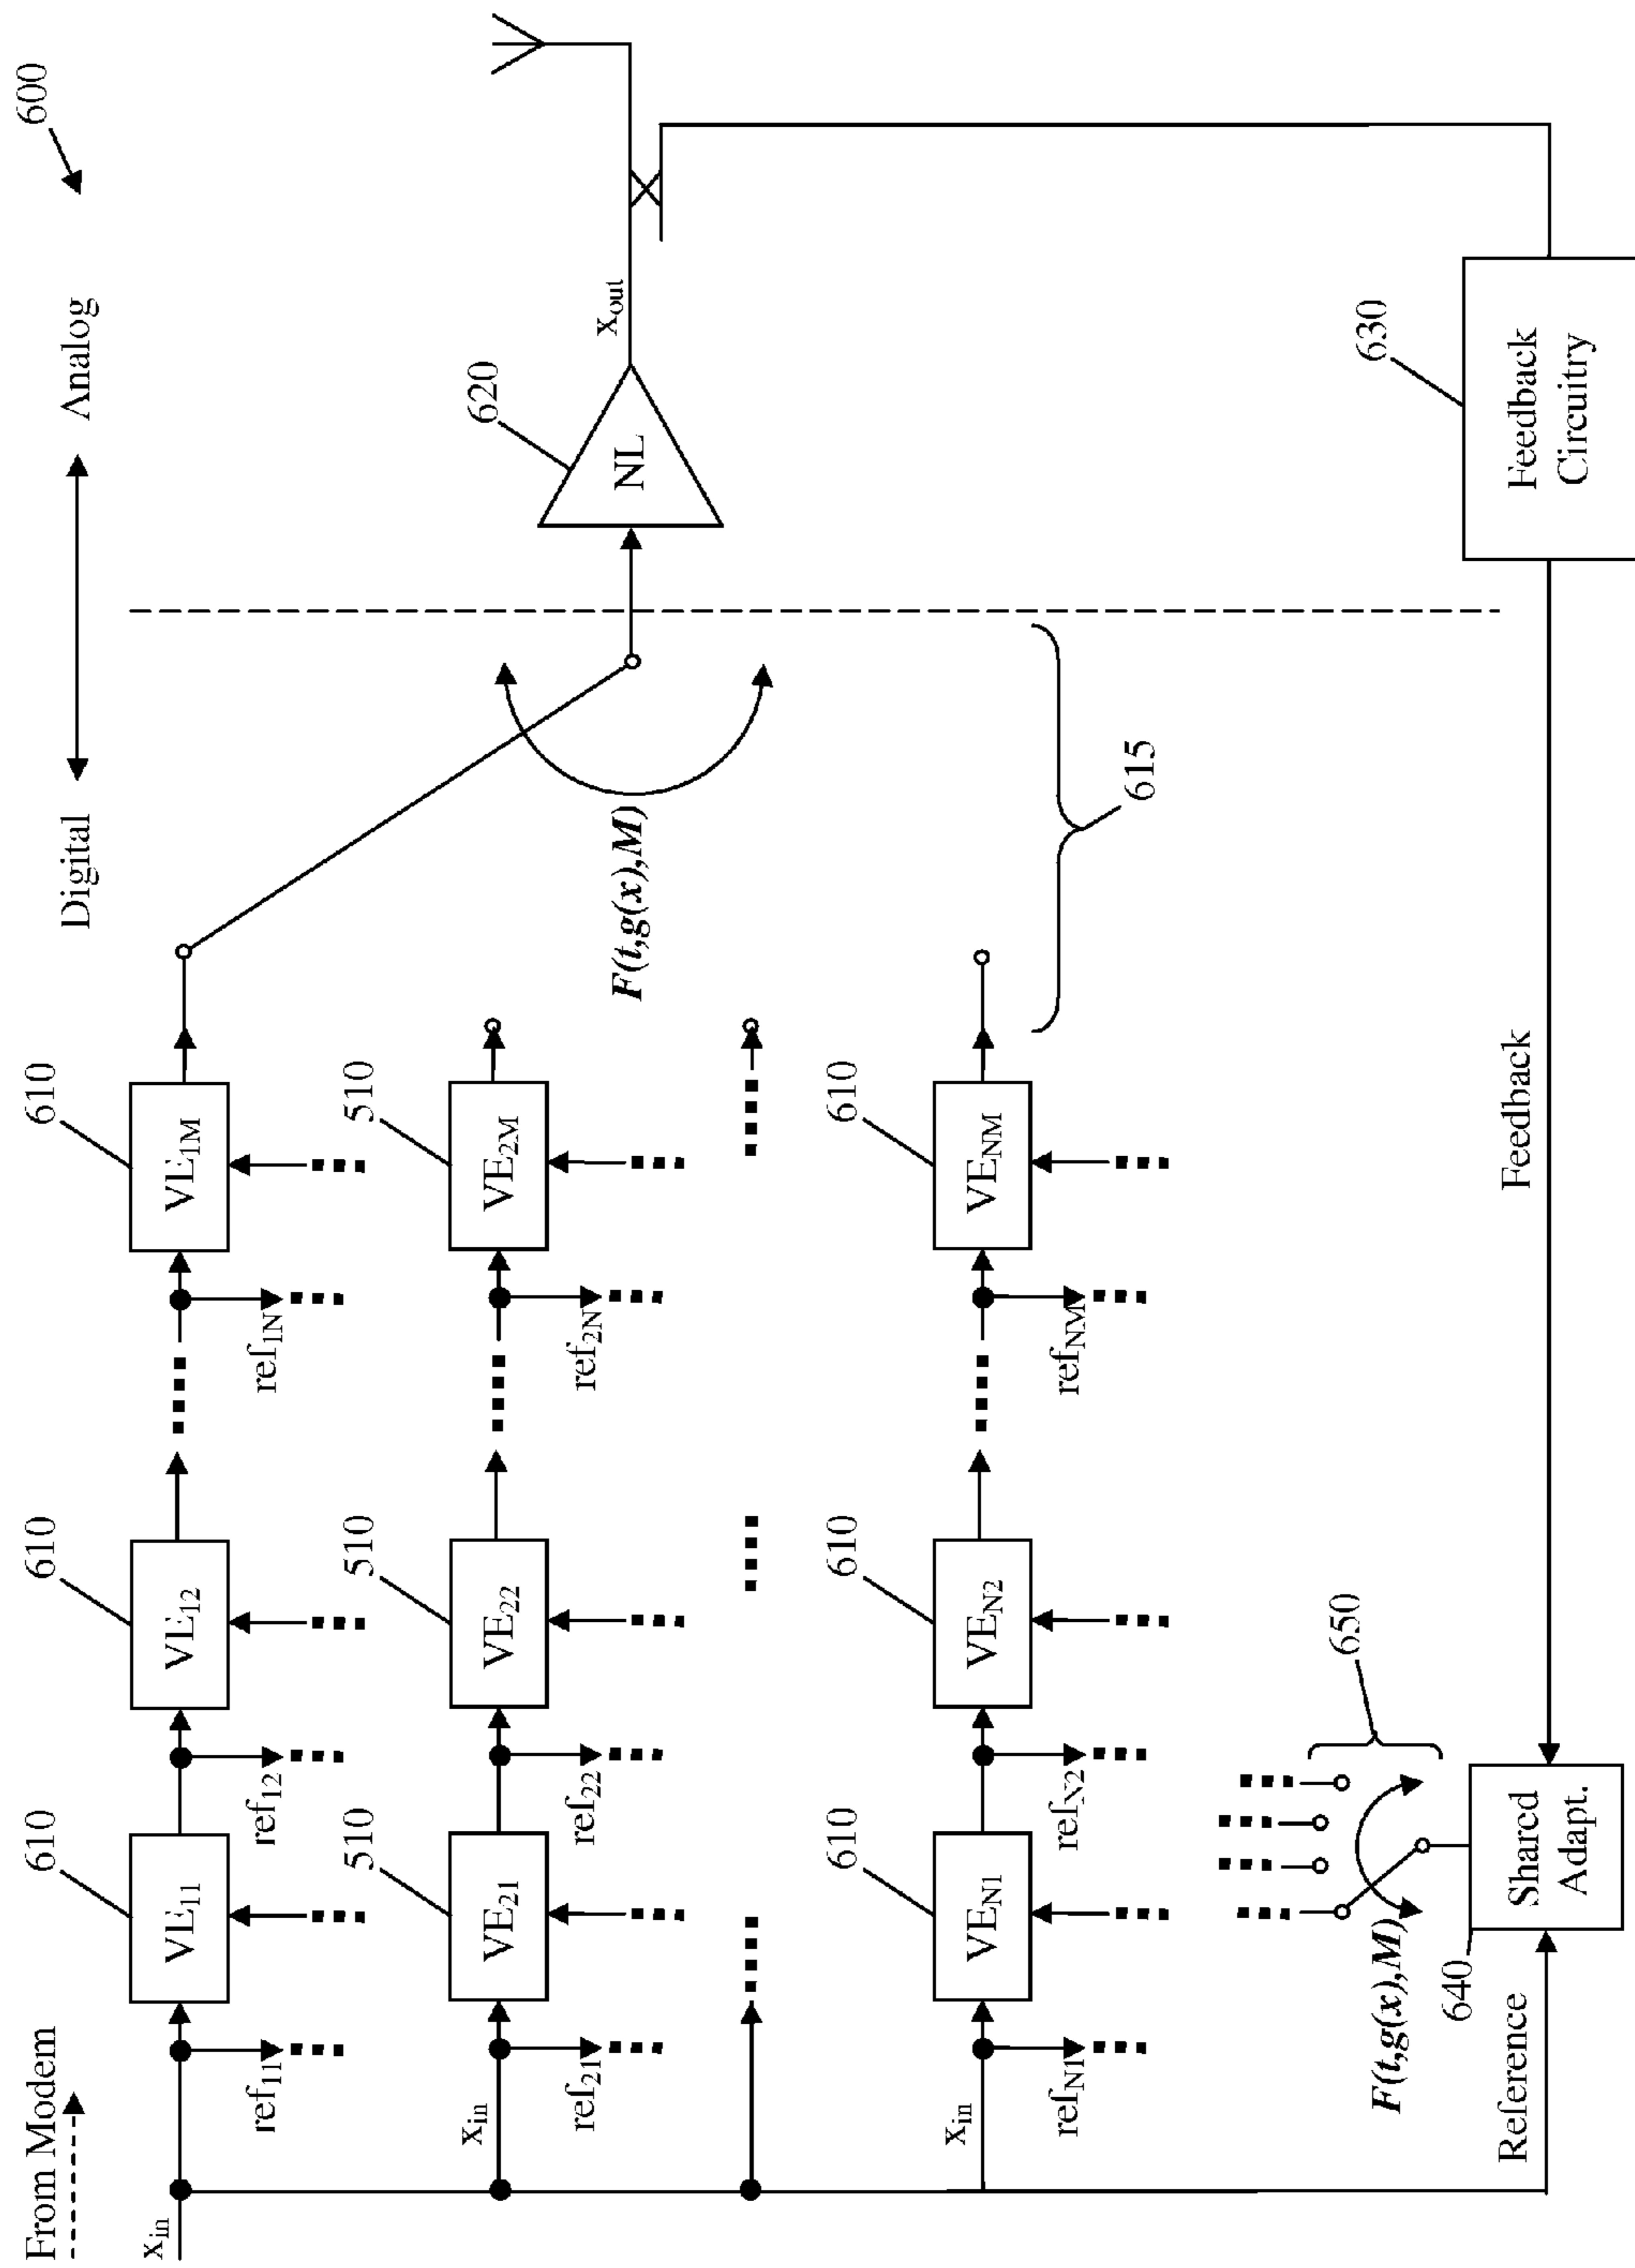 600
From Modem
Digital
Analog
x_in
610
VE_11
ref_11
610
VE_12
ref_12
610
VE_1M
ref_1N
x_in
510
VE_21
ref_21
510
VE_22
ref_22
510
VE_2M
ref_2N
F(t,g(x),M)
620
NL
x_out
x_in
610
VE_N1
ref_N1
610
VE_N2
ref_N2
610
VE_NM
ref_NM
615
650
F(t,g(x),M)
640
Reference
Shared
Adapt.
Feedback
630
Feedback
Circuitry